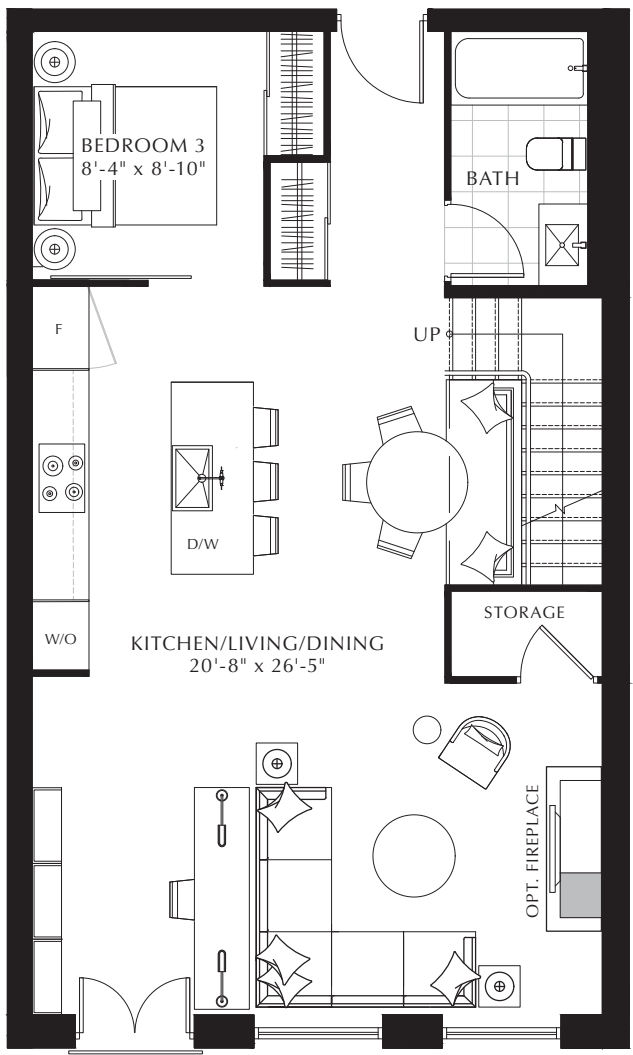 BEDROOM 3
8'-4" x 8'-10"
BATH
F
UP
D/W
W/O
STORAGE
KITCHEN/LIVING/DINING
20'-8" x 26'-5"
OPT. FIREPLACE